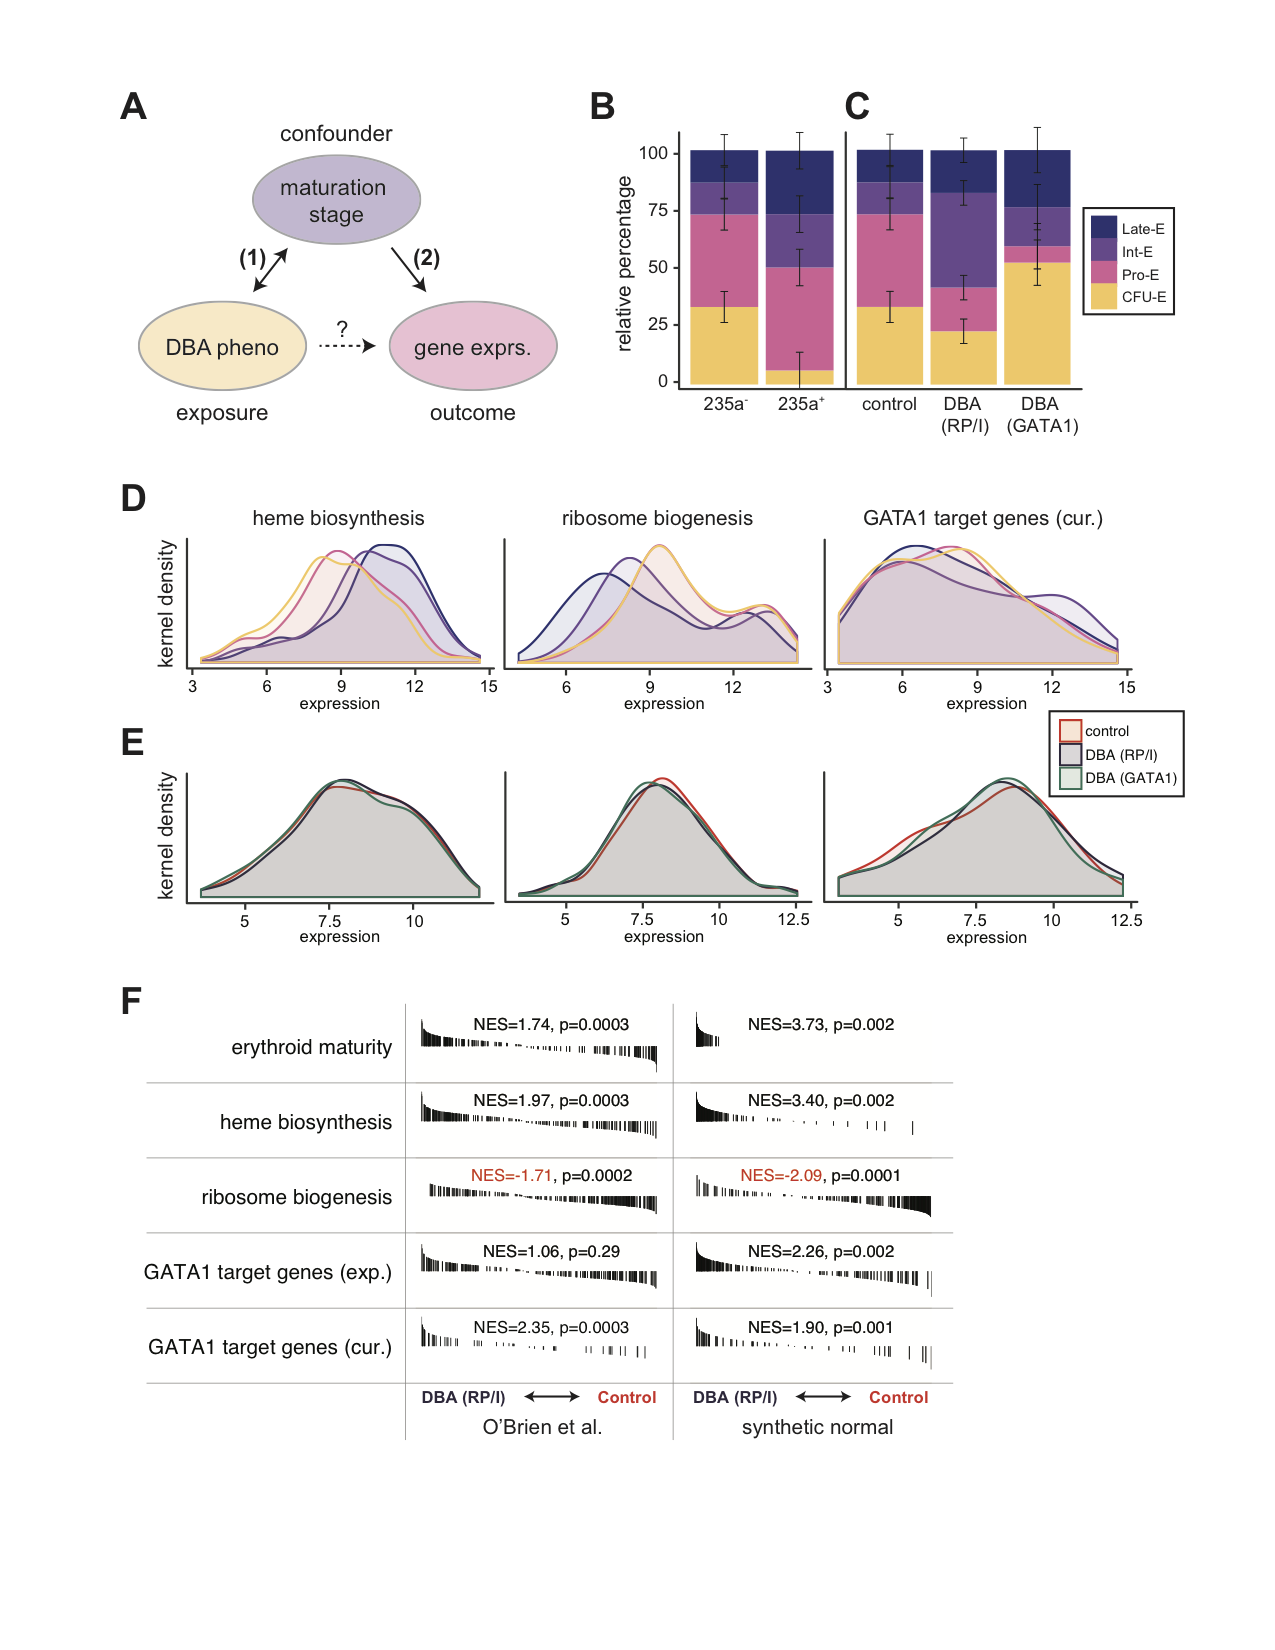 A
confounder
maturation
stage
(1)
(2)
DBA pheno
?
gene exprs.
exposure
outcome
B
C
relative percentage
100
75
50
25
0
235a-
235a+
control
DBA
(RP/I)
DBA
(GATA1)
Late-E
Int-E
Pro-E
CFU-E
D
heme biosynthesis
ribosome biogenesis
GATA1 target genes (cur.)
kernel density
3 6 9 12 15
expression
6 9 12
expression
3 6 9 12 15
expression
E
control
DBA (RP/I)
DBA (GATA1)
kernel density
5 7.5 10
expression
5 7.5 10 12.5
expression
5 7.5 10 12.5
expression
F
erythroid maturity
NES=1.74, p=0.0003
NES=3.73, p=0.002
heme biosynthesis
NES=1.97, p=0.0003
NES=3.40, p=0.002
ribosome biogenesis
NES=-1.71, p=0.0002
NES=-2.09, p=0.0001
GATA1 target genes (exp.)
NES=1.06, p=0.29
NES=2.26, p=0.002
GATA1 target genes (cur.)
NES=2.35, p=0.0003
NES=1.90, p=0.001
DBA (RP/I) Control
DBA (RP/I) Control
O'Brien et al.
synthetic normal